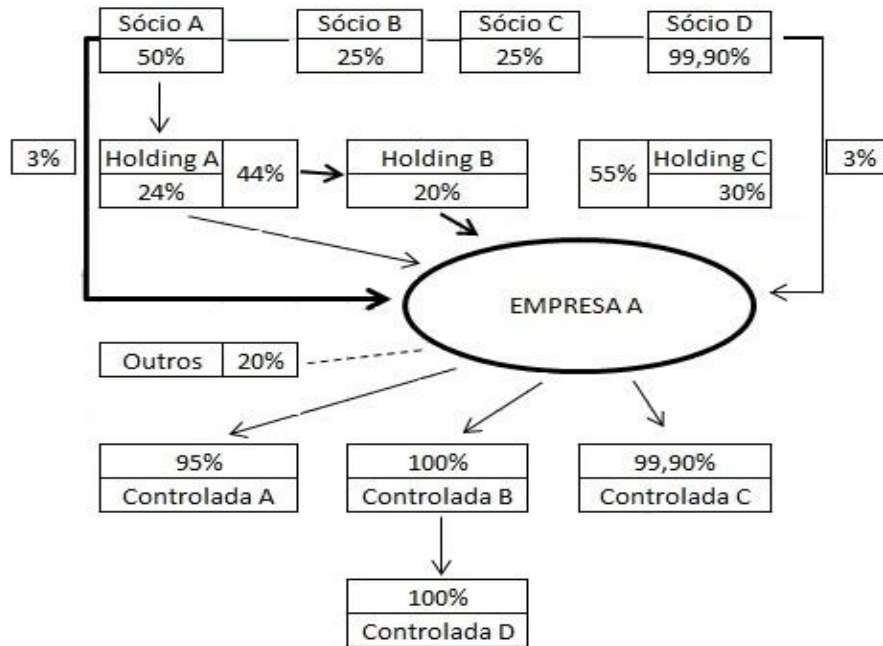 Sócio A
Sócio B
Sócio C
Sócio D
50%
25%
25%
99,90%
3%
Holding A
44%
Holding B
55%
Holding C
3%
24%
20%
30%
EMPRESA A
Outros
20%
95%
100%
99,90%
Controlada A
Controlada B
Controlada C
100%
Controlada D